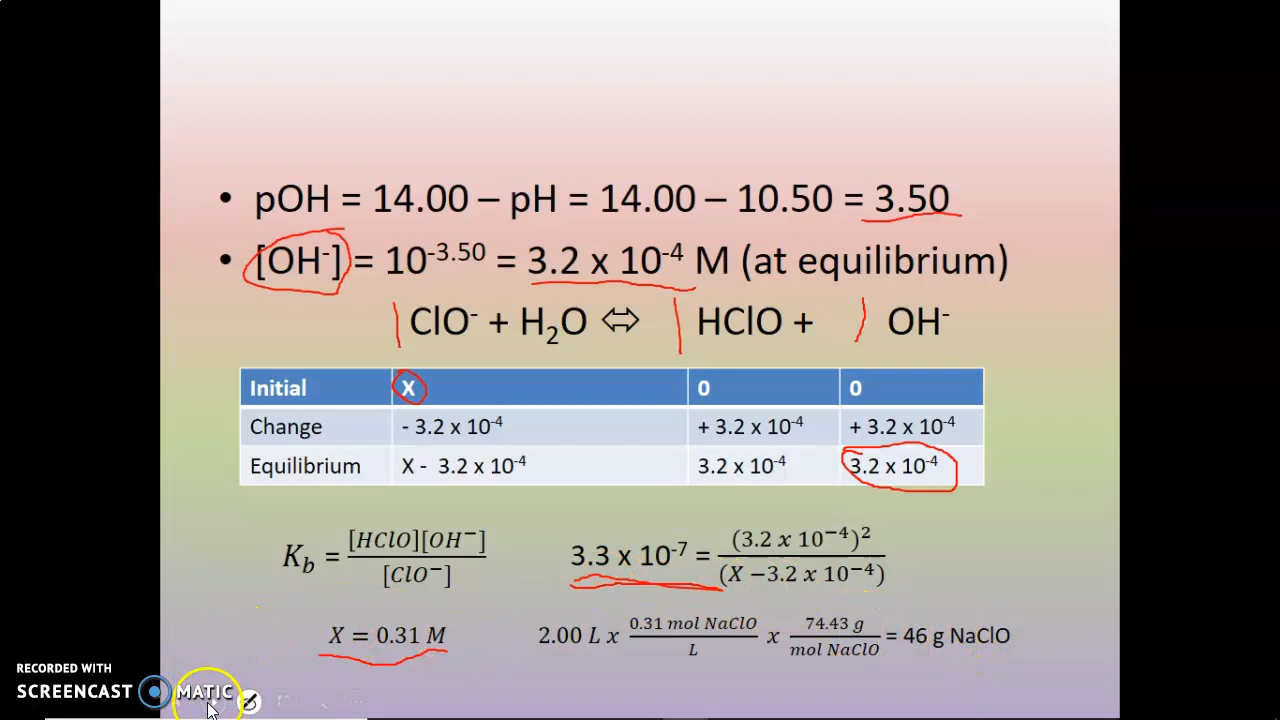 • pOH = 14.00 – pH = 14.00 – 10.50 = 3.50
• [OH⁻] = 10⁻³·⁵⁰ = 3.2 x 10⁻⁴ M (at equilibrium)
ClO⁻ + H₂O ⬄ HClO + OH⁻
Initial X 0 0
Change - 3.2 x 10⁻⁴ + 3.2 x 10⁻⁴ + 3.2 x 10⁻⁴
Equilibrium X - 3.2 x 10⁻⁴ 3.2 x 10⁻⁴ 3.2 x 10⁻⁴
K_b = [HClO][OH⁻] / [ClO⁻] 3.3 x 10⁻⁷ = (3.2 x 10⁻⁴)² / (X −3.2 x 10⁻⁴)
X = 0.31 M 2.00 L x 0.31 mol NaClO / L x 74.43 g / mol NaClO = 46 g NaClO
RECORDED WITH
SCREENCAST MATIC